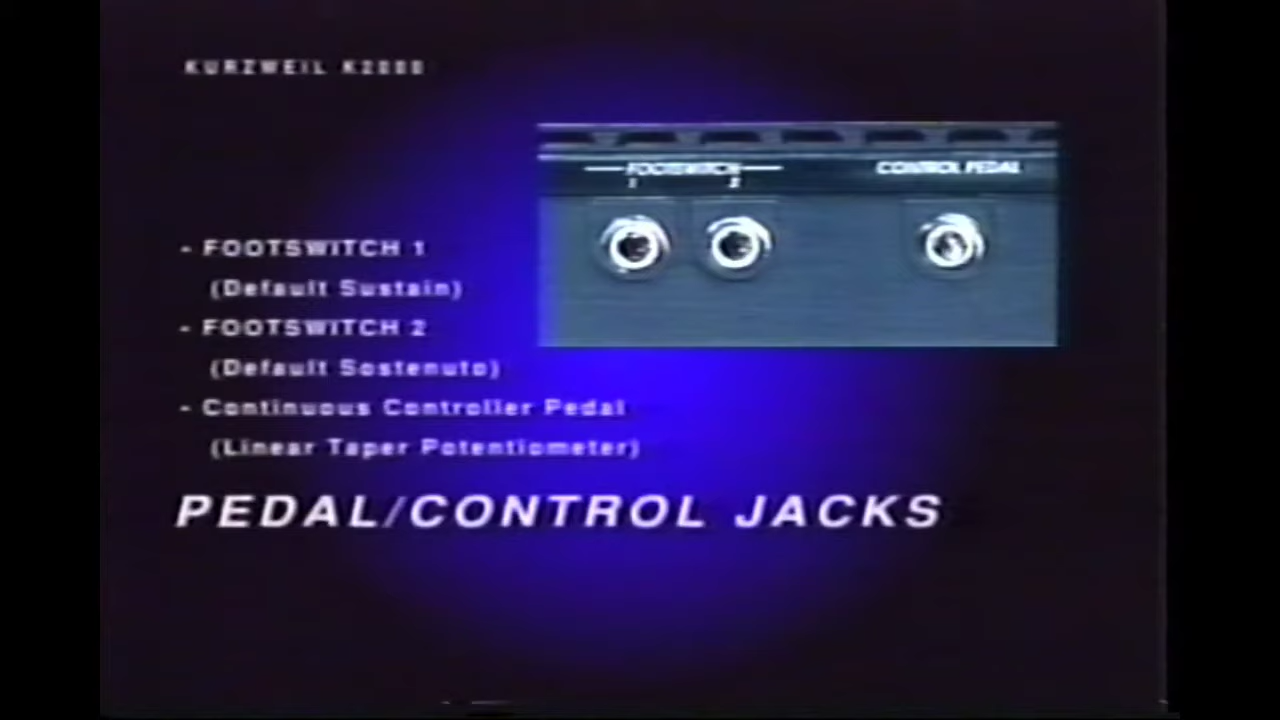 KURZWEIL K2000
FOOTSWITCH
1 2
CONTROL PEDAL
- FOOTSWITCH 1
(Default Sustain)
- FOOTSWITCH 2
(Default Sostenuto)
- Continuous Controller Pedal
(Linear Taper Potentiometer)
PEDAL/CONTROL JACKS